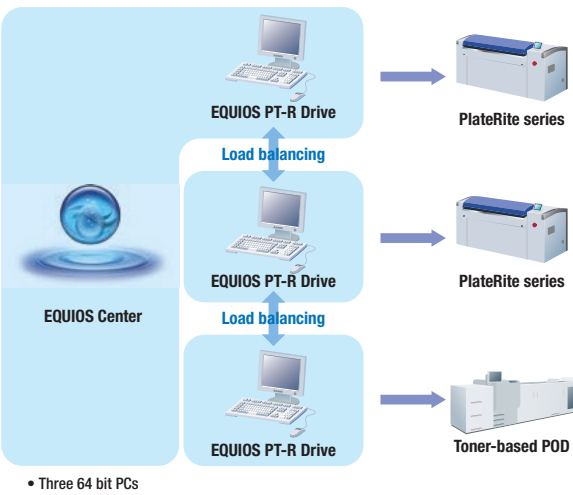 EQUIOS PT-R Drive
PlateRite series
Load balancing
EQUIOS PT-R Drive
PlateRite series
EQUIOS Center
Load balancing
EQUIOS PT-R Drive
Toner-based POD
• Three 64 bit PCs